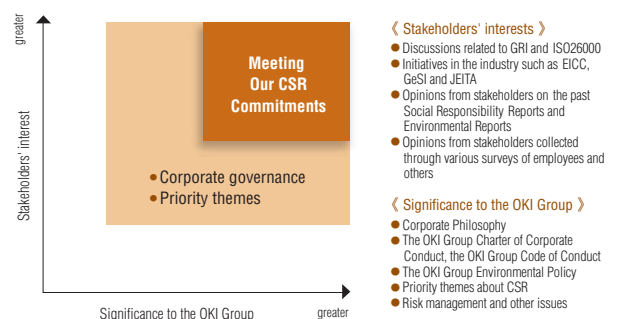 greater
Stakeholders' interest
Meeting
Our CSR
Commitments
● Corporate governance
● Priority themes
Significance to the OKI Group
greater
《 Stakeholders' interests 》
● Discussions related to GRI and ISO26000
● Initiatives in the industry such as EICC,
GeSI and JEITA
● Opinions from stakeholders on the past
Social Responsibility Reports and
Environmental Reports
● Opinions from stakeholders collected
through various surveys of employees and
others
《 Significance to the OKI Group 》
● Corporate Philosophy
● The OKI Group Charter of Corporate
Conduct, the OKI Group Code of Conduct
● The OKI Group Environmental Policy
● Priority themes about CSR
● Risk management and other issues